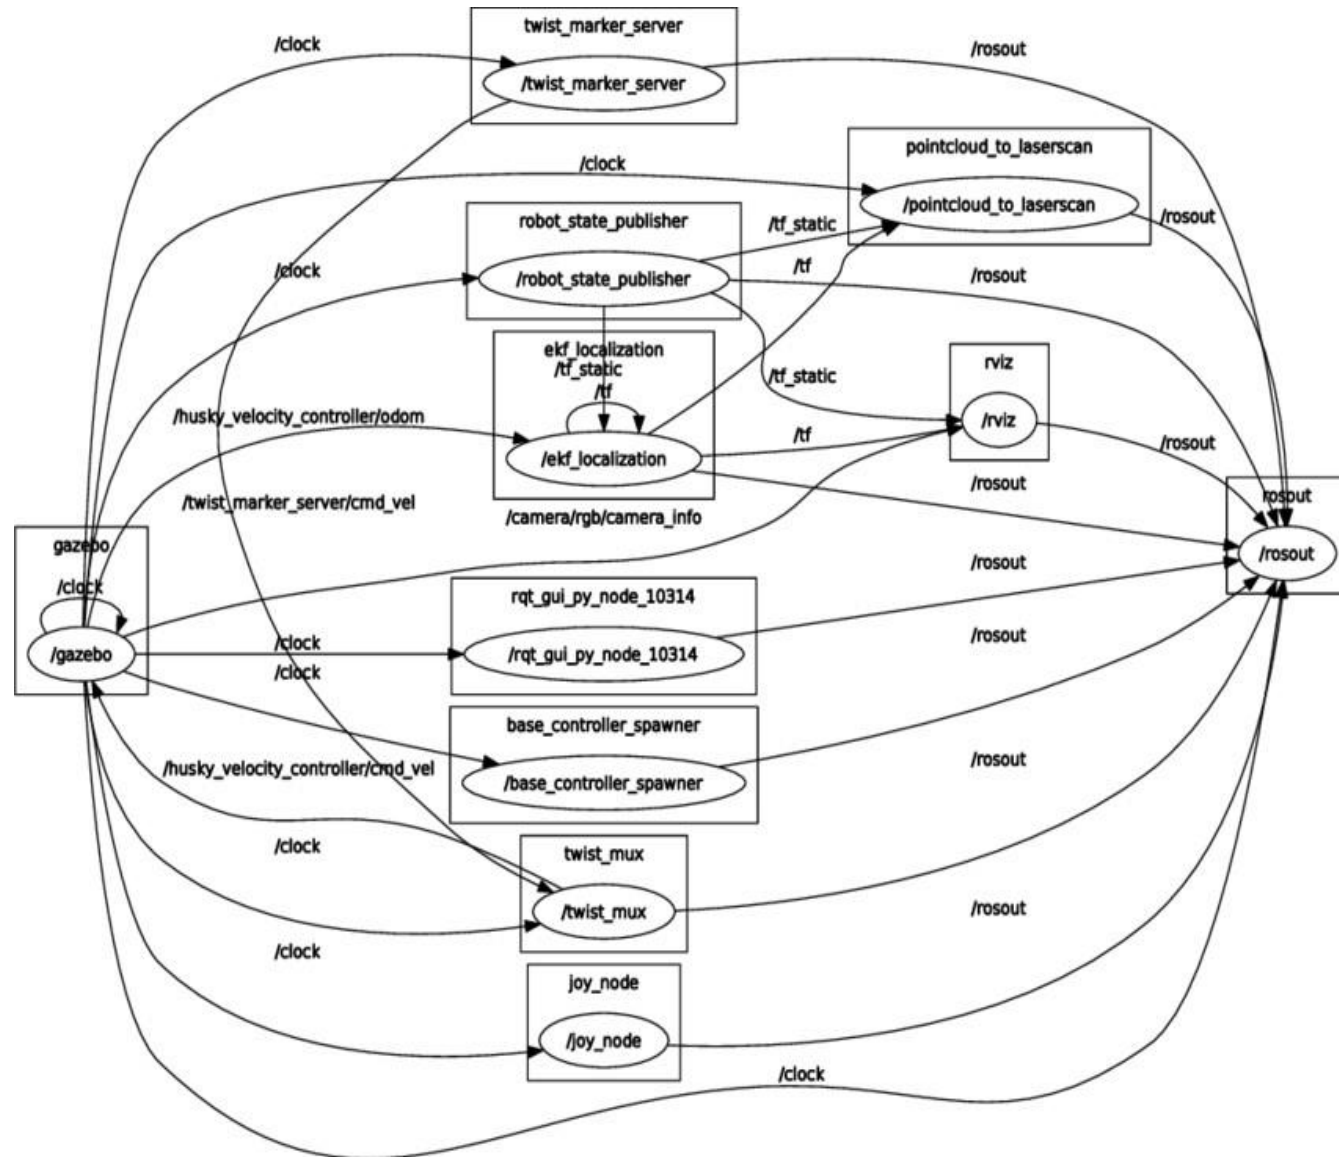 twist_marker_server
/clock
/rosout
/twist_marker_server
pointcloud_to_laserscan
/clock
/pointcloud_to_laserscan
robot_state_publisher
/tf_static
/rosout
/clock
/robot_state_publisher
/tf
/rosout
ekf_localization
/tf_static
rviz
/tf_static
/tf
/husky_velocity_controller/odom
/rviz
/ekf_localization
/tf
/rosout
/rosout
/twist_marker_server/cmd_vel
rosout
/camera/rgb/camera_info
gazebo
/rosout
/rosout
/clock
rqt_gui_py_node_10314
/rosout
/clock
/gazebo
/rqt_gui_py_node_10314
/clock
base_controller_spawner
/husky_velocity_controller/cmd_vel
/rosout
/base_controller_spawner
/clock
twist_mux
/twist_mux
/rosout
/clock
joy_node
/joy_node
/clock